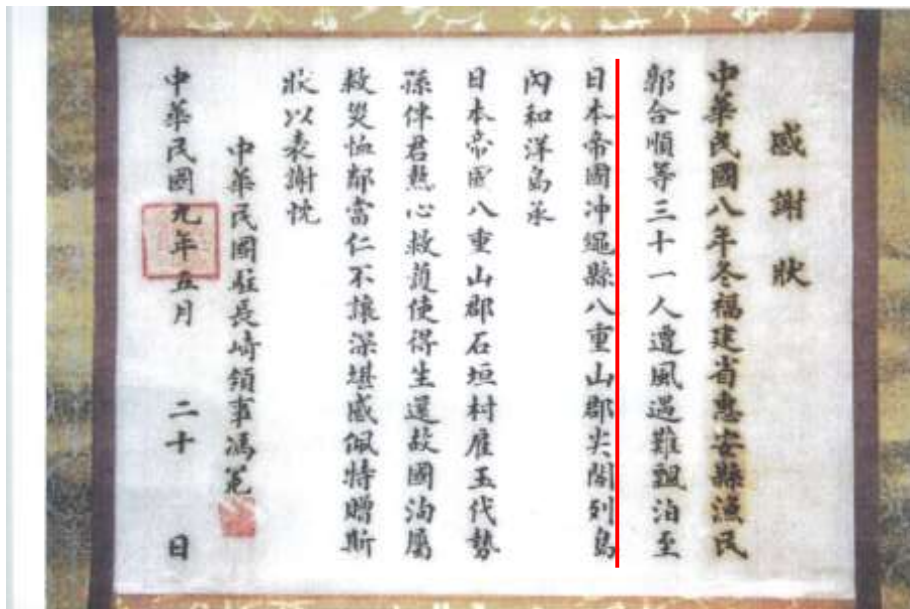 感謝狀
中華民國八年冬福建省惠安縣漁民
郭合順等三十一人遭風遇難飄泊至
日本帝國沖繩縣八重山郡尖閣列島
內和洋島承
日本帝國八重山郡石垣村雇玉代勢
孫伴君熱心救護使得生還故國洵屬
救災恤鄰當仁不讓深堪感佩特贈斯
狀以表謝忱
中華民國駐長崎領事馮冕
中華民國九年五月二十日